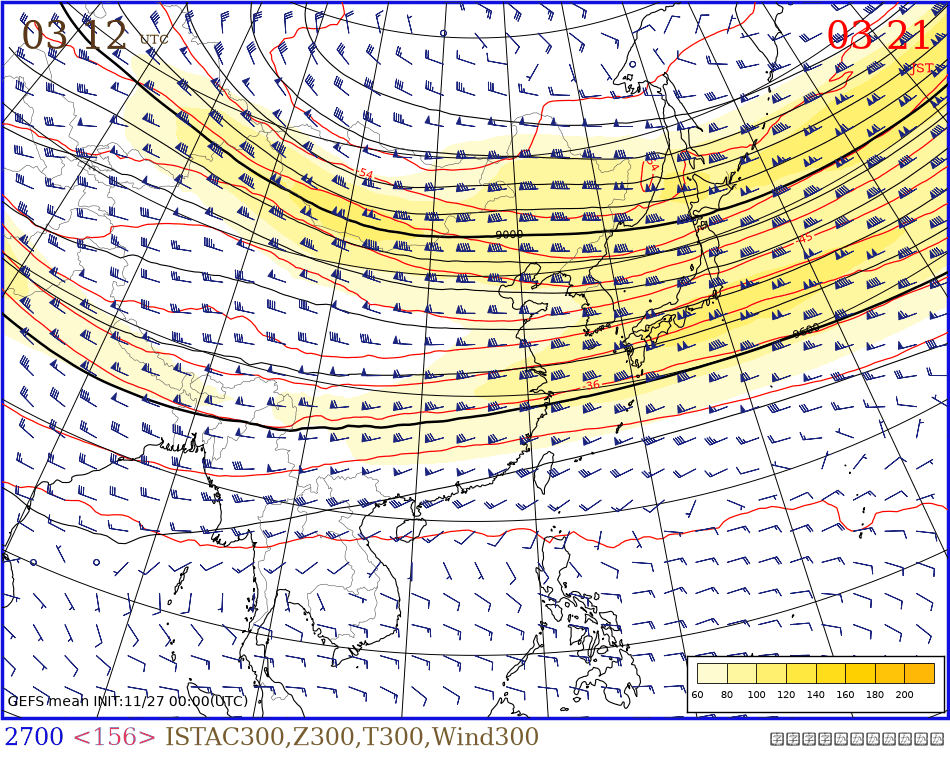 03 12 UTC
03 21 JST
-54
-54
9000
-45
9600
-36
60 80 100 120 140 160 180 200
GEFS mean INIT:11/27 00:00(UTC)
2700 <156> ISTAC300,Z300,T300,Wind300